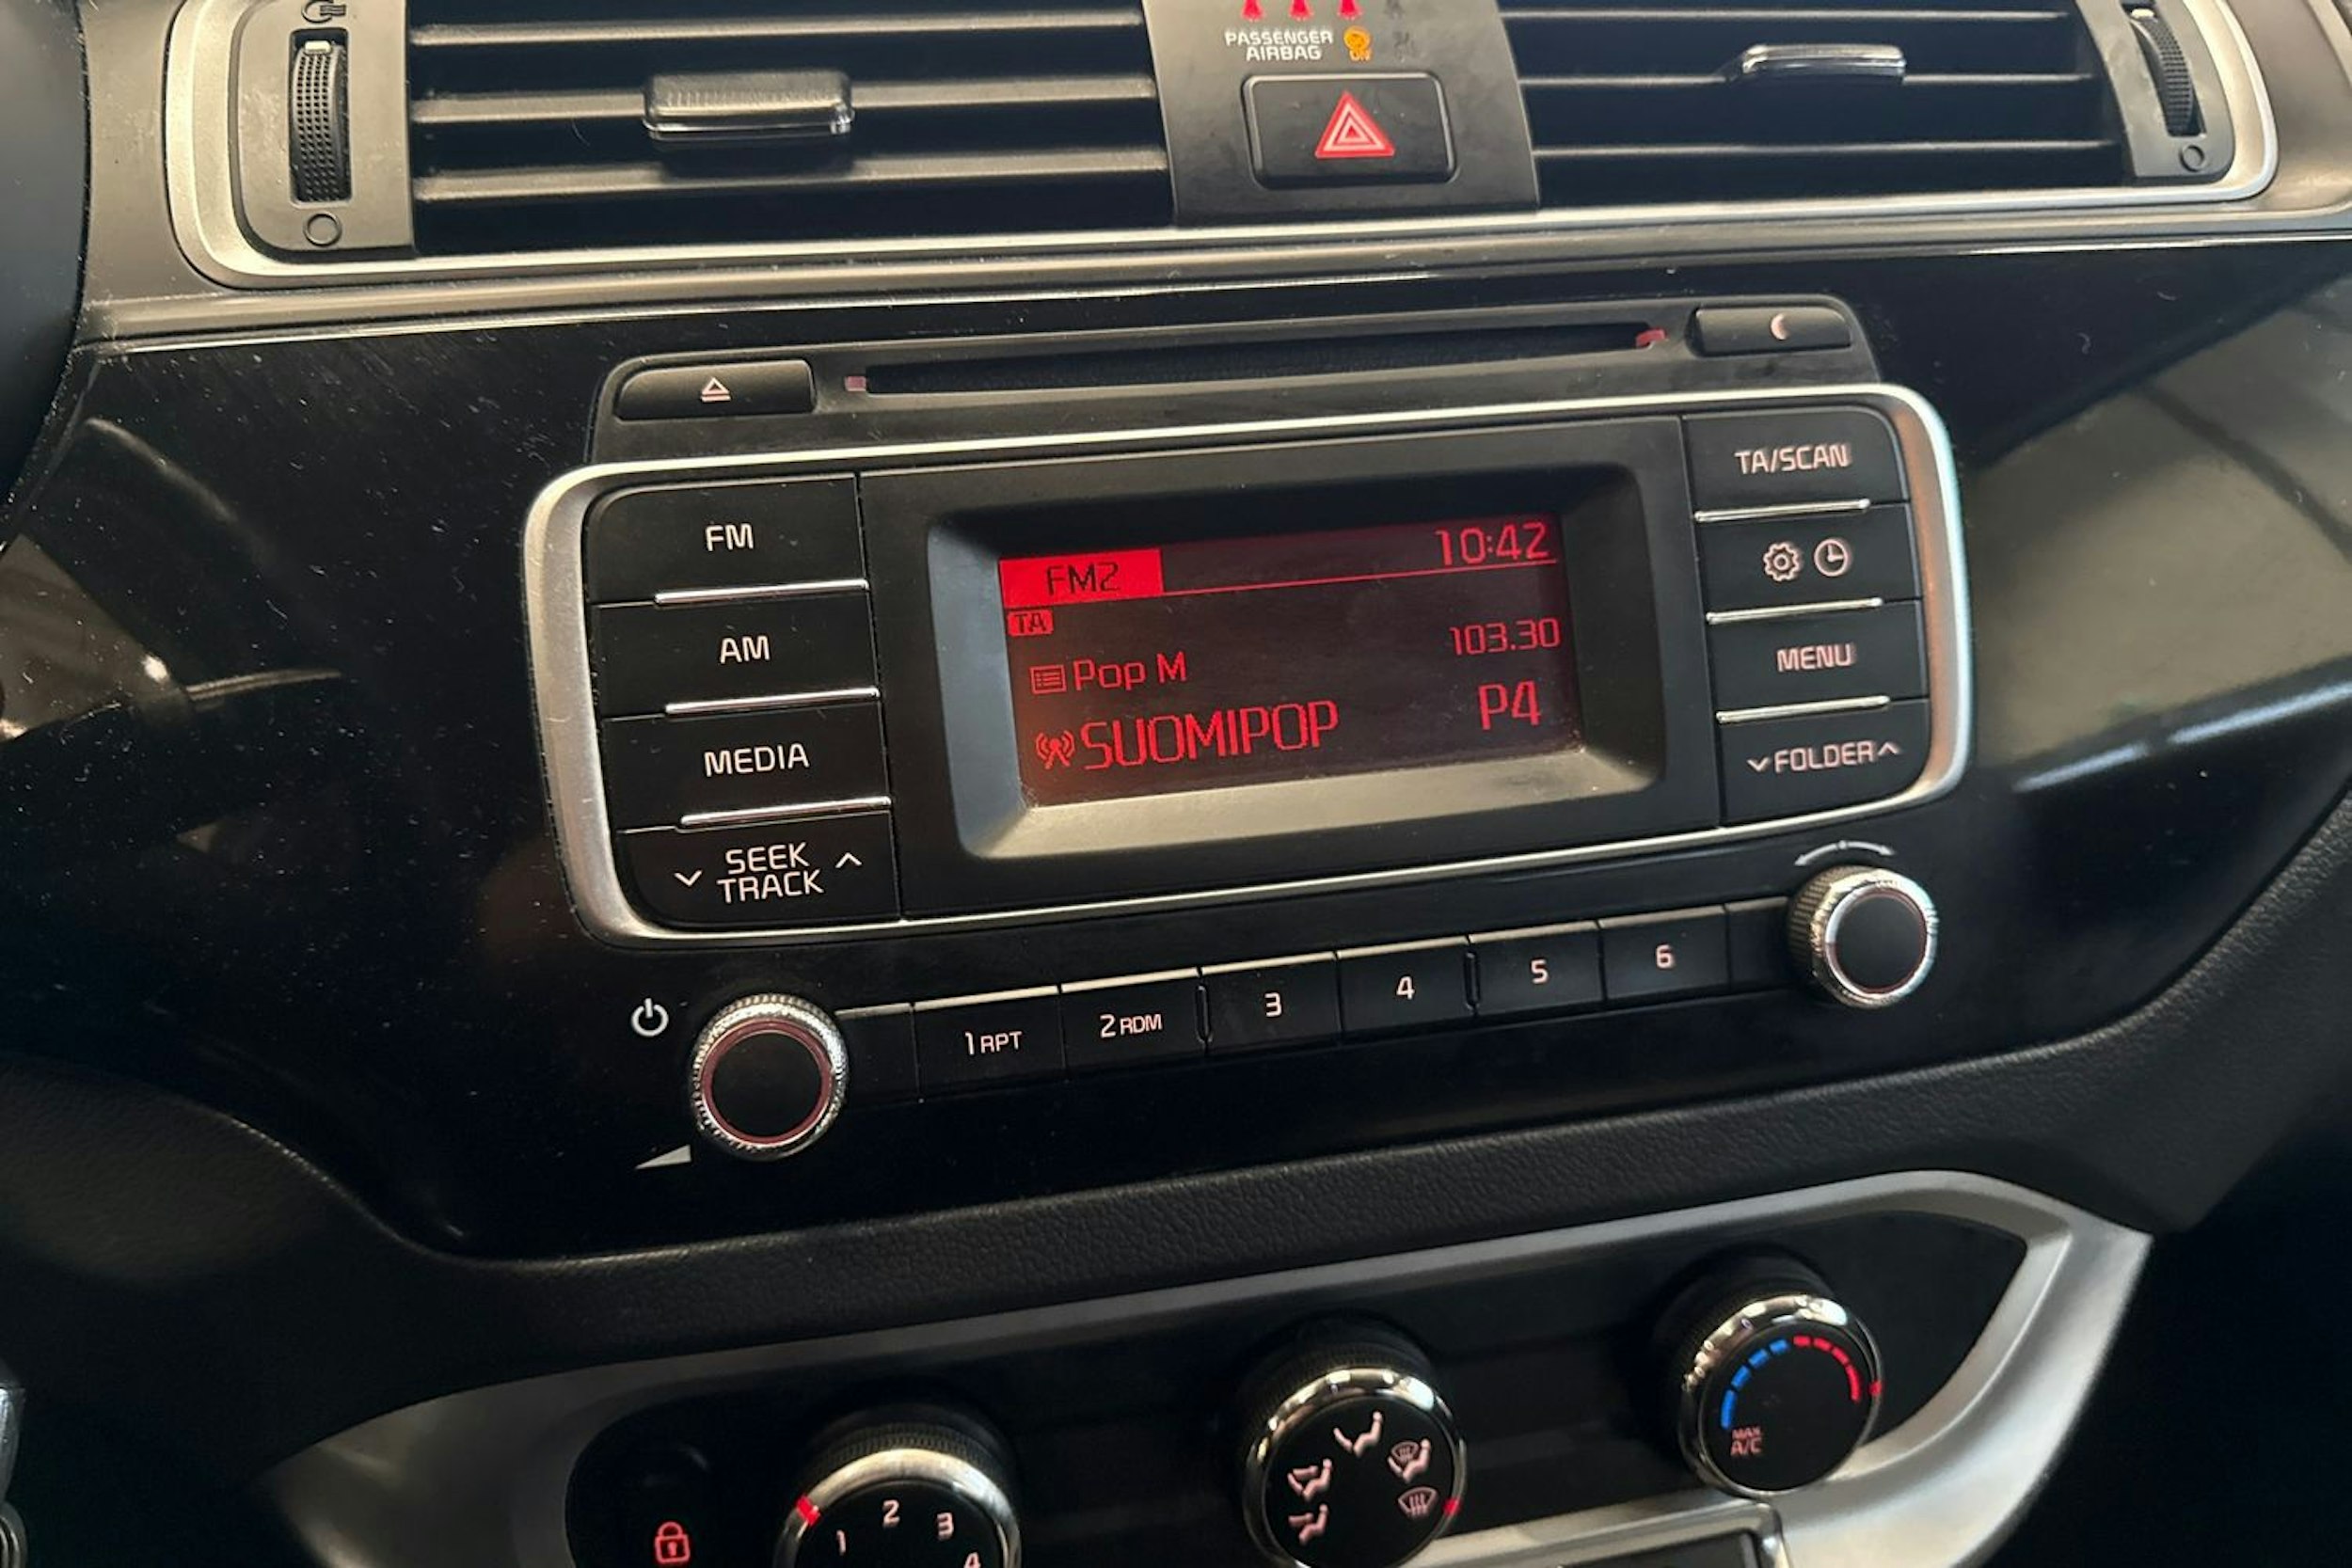 PASSENGER
AIRBAG
ON
TA/SCAN
FM
FM2
10:42
TA
AM
Pop M
103.30
MENU
SUOMIPOP
P4
MEDIA
FOLDER
SEEK
TRACK
1 RPT
2 RDM
3
4
5
6
MAX
A/C
1
2
3
4